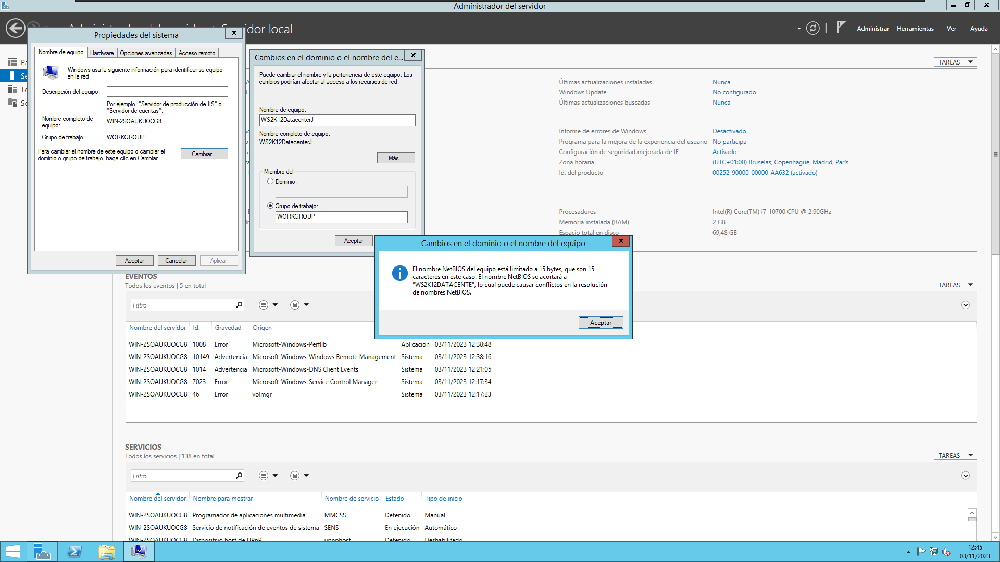 Administrador del servidor
Servidor local
Administrar
Herramientas
Ver
Ayuda
Propiedades del sistema
Nombre de equipo
Hardware
Opciones avanzadas
Acceso remoto
Windows usa la siguiente información para identificar su equipo
en la red.
Descripción del equipo:
Por ejemplo: "Servidor de producción de IIS" o
"Servidor de cuentas".
Nombre completo de
equipo:
WIN-2SOAUKUOCG8
Grupo de trabajo:
WORKGROUP
Para cambiar el nombre de este equipo o cambiar el
dominio o grupo de trabajo, haga clic en Cambiar.
Cambiar...
Aceptar
Cancelar
Aplicar
Cambios en el dominio o el nombre del e...
Puede cambiar el nombre y la pertenencia de este equipo. Los
cambios podrían afectar al acceso a los recursos de red.
Nombre de equipo:
WS2K12DatacenterJ
Nombre completo de equipo:
WS2K12DatacenterJ
Más...
Miembro del
Dominio:
Grupo de trabajo:
WORKGROUP
Aceptar
Cambios en el dominio o el nombre del equipo
El nombre NetBIOS del equipo está limitado a 15 bytes, que son 15
caracteres en este caso. El nombre NetBIOS se acortará a
"WS2K12DATACENTE", lo cual puede causar conflictos en la resolución
de nombres NetBIOS.
Aceptar
TAREAS
Últimas actualizaciones instaladas Nunca
Windows Update No configurado
Últimas actualizaciones buscadas Nunca
Informe de errores de Windows Desactivado
Programa para la mejora de la experiencia del usuario No participa
Configuración de seguridad mejorada de IE Activado
Zona horaria (UTC+01:00) Bruselas, Copenhague, Madrid, París
Id. del producto 00252-90000-00000-AA632 (activado)
Procesadores Intel(R) Core(TM) i7-10700 CPU @ 2.90GHz
Memoria instalada (RAM) 2 GB
Espacio total en disco 69,48 GB
EVENTOS
Todos los eventos | 5 en total
TAREAS
Filtro
Nombre del servidor Id. Gravedad Origen
WIN-2SOAUKUOCG8 1008 Error Microsoft-Windows-Perflib Aplicación 03/11/2023 12:38:48
WIN-2SOAUKUOCG8 10149 Advertencia Microsoft-Windows-Windows Remote Management Sistema 03/11/2023 12:38:16
WIN-2SOAUKUOCG8 1014 Advertencia Microsoft-Windows-DNS Client Events Sistema 03/11/2023 12:21:05
WIN-2SOAUKUOCG8 7023 Error Microsoft-Windows-Service Control Manager Sistema 03/11/2023 12:17:34
WIN-2SOAUKUOCG8 46 Error volmgr Sistema 03/11/2023 12:17:23
SERVICIOS
Todos los servicios | 138 en total
TAREAS
Filtro
Nombre del servidor Nombre para mostrar Nombre de servicio Estado Tipo de inicio
WIN-2SOAUKUOCG8 Programador de aplicaciones multimedia MMCSS Detenido Manual
WIN-2SOAUKUOCG8 Servicio de notificación de eventos de sistema SENS En ejecución Automático
WIN-2SOAUKUOCG8 Dispositivo host de UPnP upnphost Detenido Deshabilitado
12:45
03/11/2023